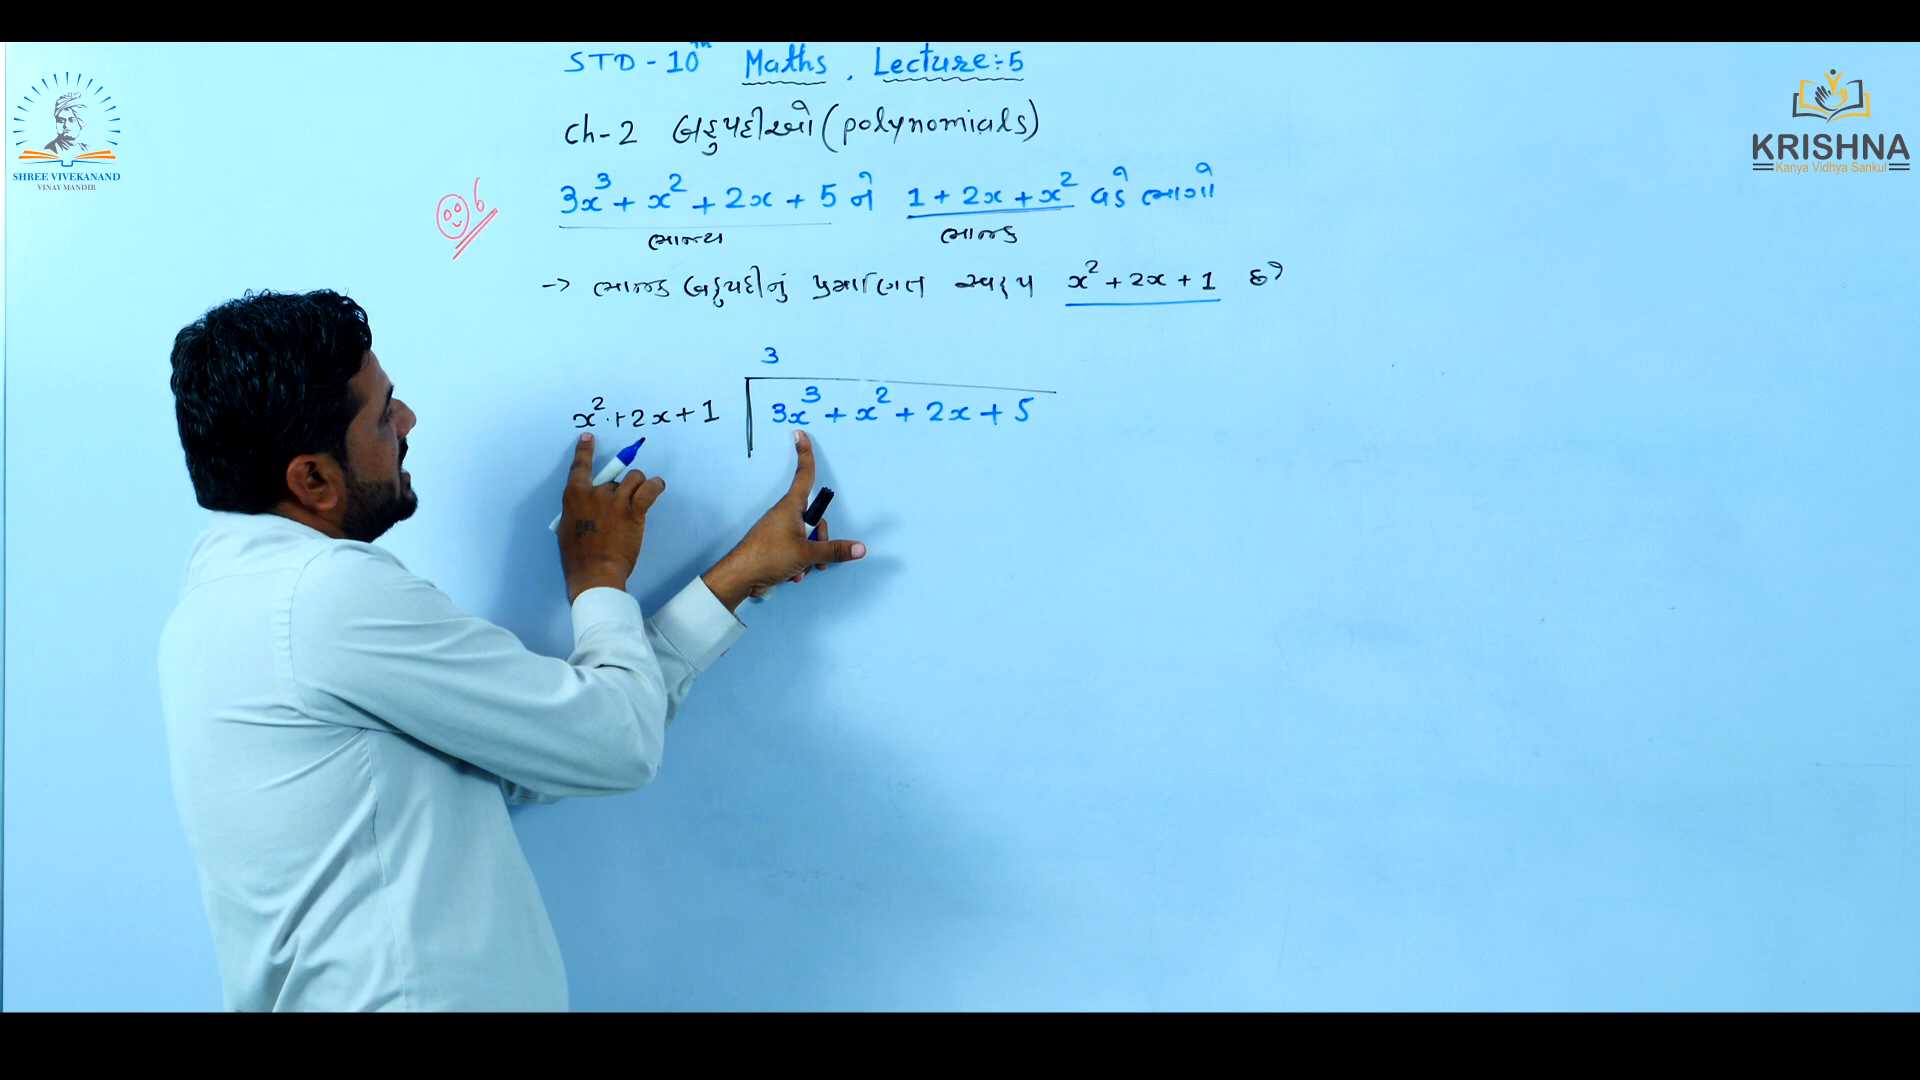 STD - 10th Maths, Lecture:- 5
SHREE VIVEKANAND
VINAY MANDIR
KRISHNA
Kanya Vidhya Sankul
Ch-2 બહુપદીઓ (polynomials)
6
3x³ + x² + 2x + 5 ને 1 + 2x + x² વડે ભાગો
ભાજ્ય ભાજક
→ ભાજક બહુપદીનું પ્રમાણિત સ્વરૂપ x² + 2x + 1 છે
3
x² + 2x + 1 3x³ + x² + 2x + 5